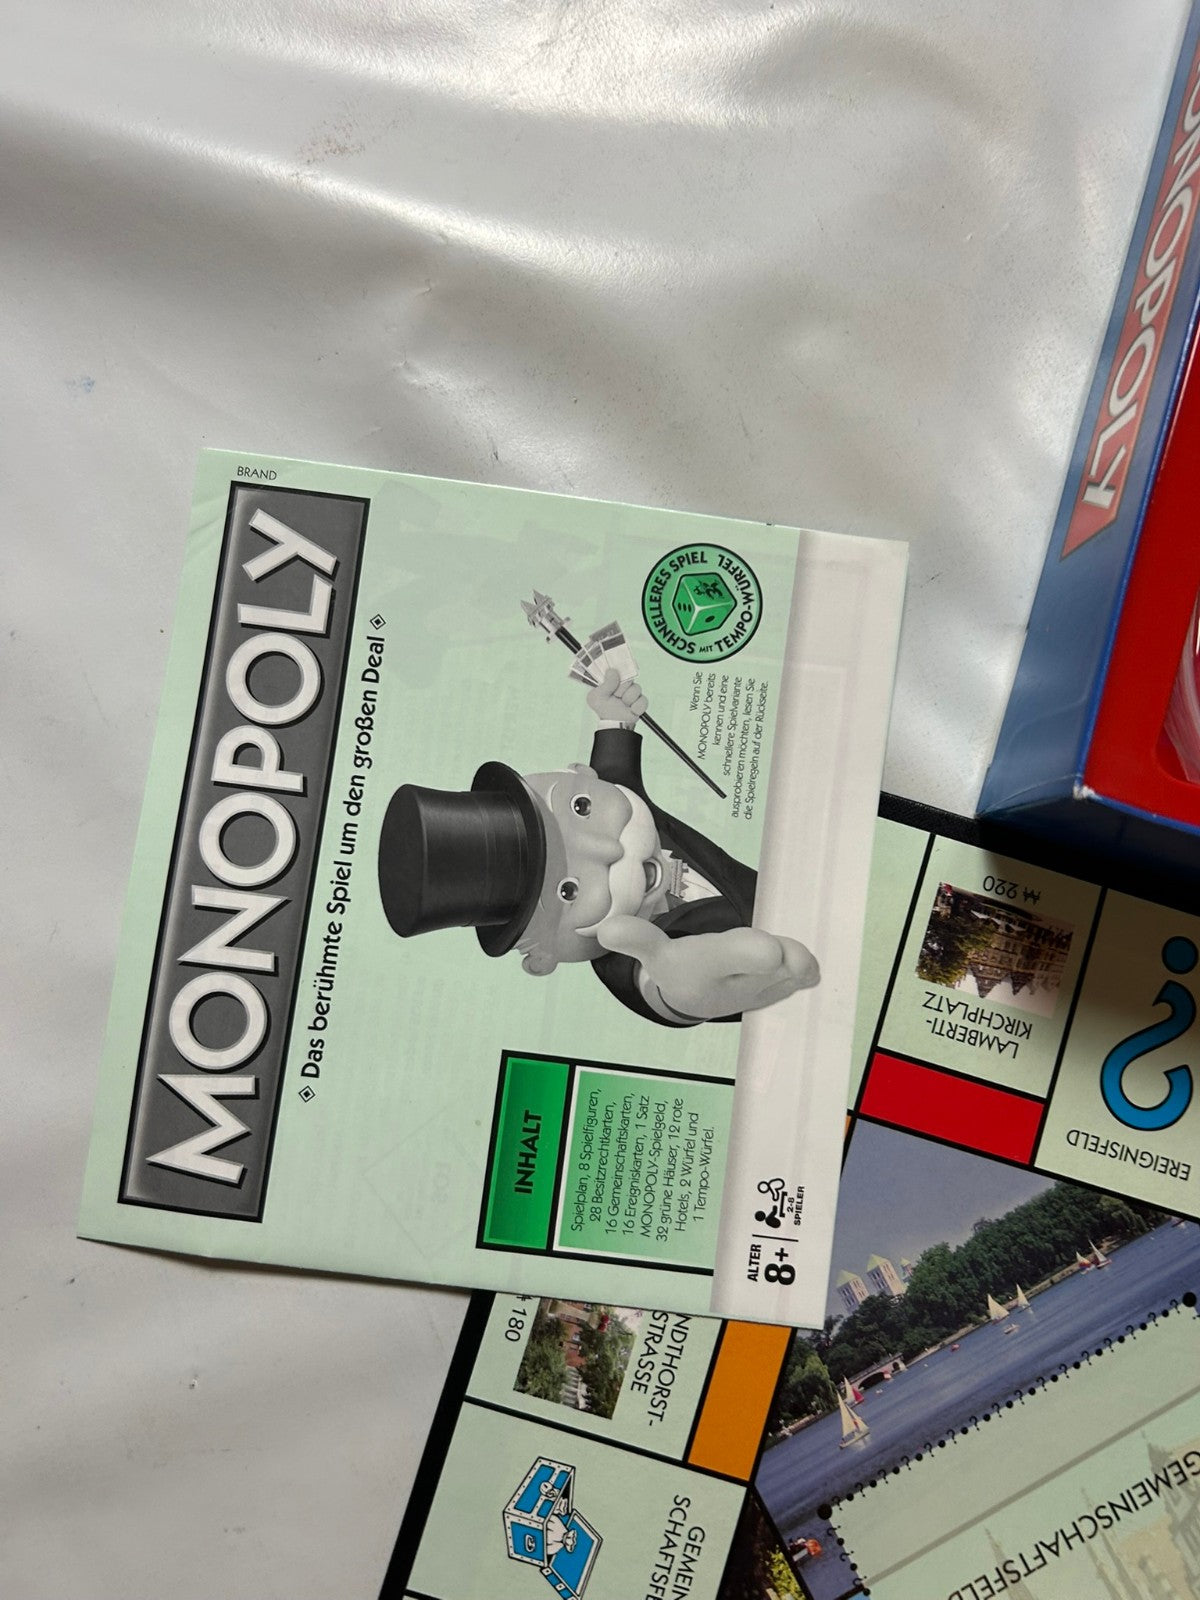 BRAND
MONOPOLY
Das berühmte Spiel um den großen Deal
SCHNELLERES SPIEL
MIT TEMPO-WÜRFEL
Wenn Sie
MONOPOLY bereits
kennen und eine
schnellere Spielvariante
ausprobieren möchten, lesen Sie
die Spielregeln auf der Rückseite.
INHALT
Spielplan, 8 Spielfiguren,
28 Besitzrechtkarten,
16 Gemeinschaftskarten,
16 Ereigniskarten, 1 Satz
MONOPOLY-Spielgeld,
32 grüne Häuser, 12 rote
Hotels, 2 Würfel und
1 Tempo-Würfel.
ALTER
8+
2-8
SPIELER
ONOPOLY
220
LAMBERTI-
KIRCHPLATZ
EREIGNISFELD
?
180
NDTHORST-
STRASSE
GEMEIN
SCHAFTSF
GEMEINSCHAFTSFELD